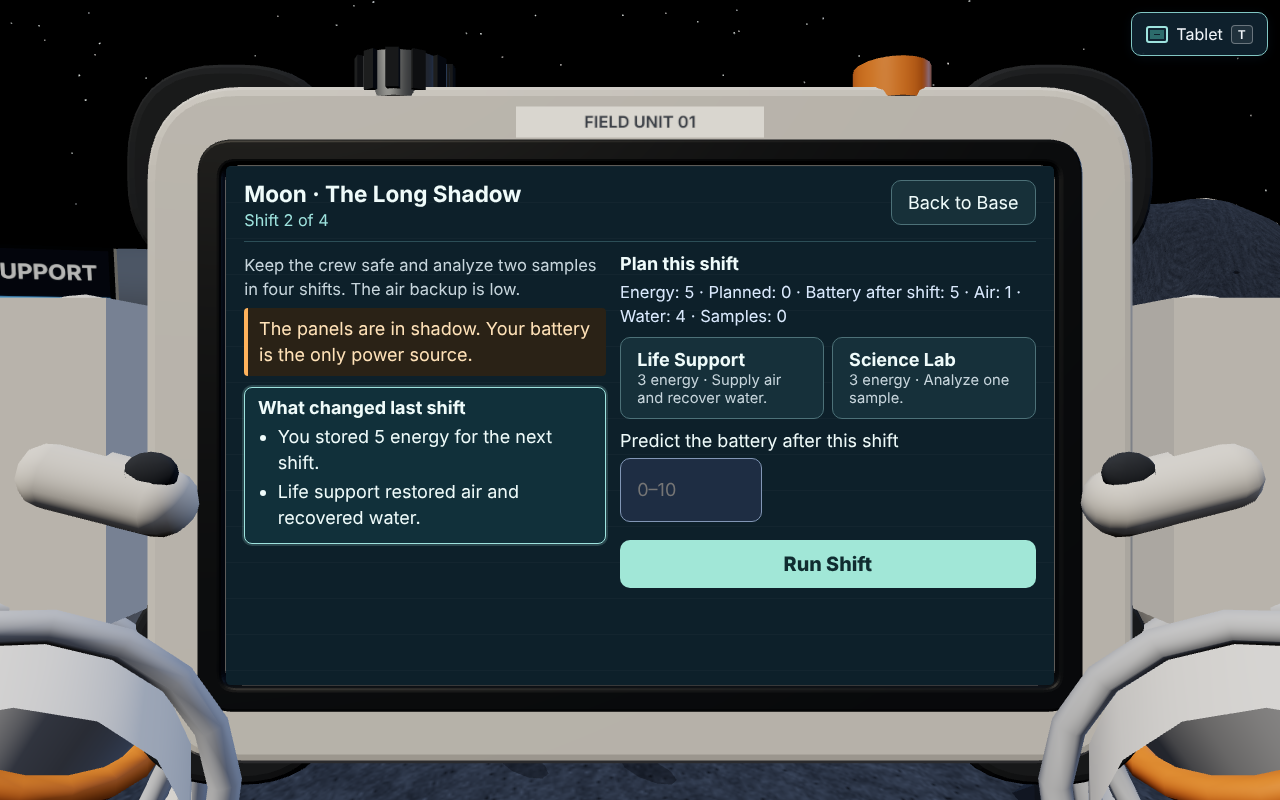 Tablet T
FIELD UNIT 01
UPPORT
Moon · The Long Shadow
Shift 2 of 4
Back to Base
Keep the crew safe and analyze two samples
in four shifts. The air backup is low.
The panels are in shadow. Your battery
is the only power source.
What changed last shift
• You stored 5 energy for the next
shift.
• Life support restored air and
recovered water.
Plan this shift
Energy: 5 · Planned: 0 · Battery after shift: 5 · Air: 1 ·
Water: 4 · Samples: 0
Life Support
3 energy · Supply air
and recover water.
Science Lab
3 energy · Analyze one
sample.
Predict the battery after this shift
0–10
Run Shift